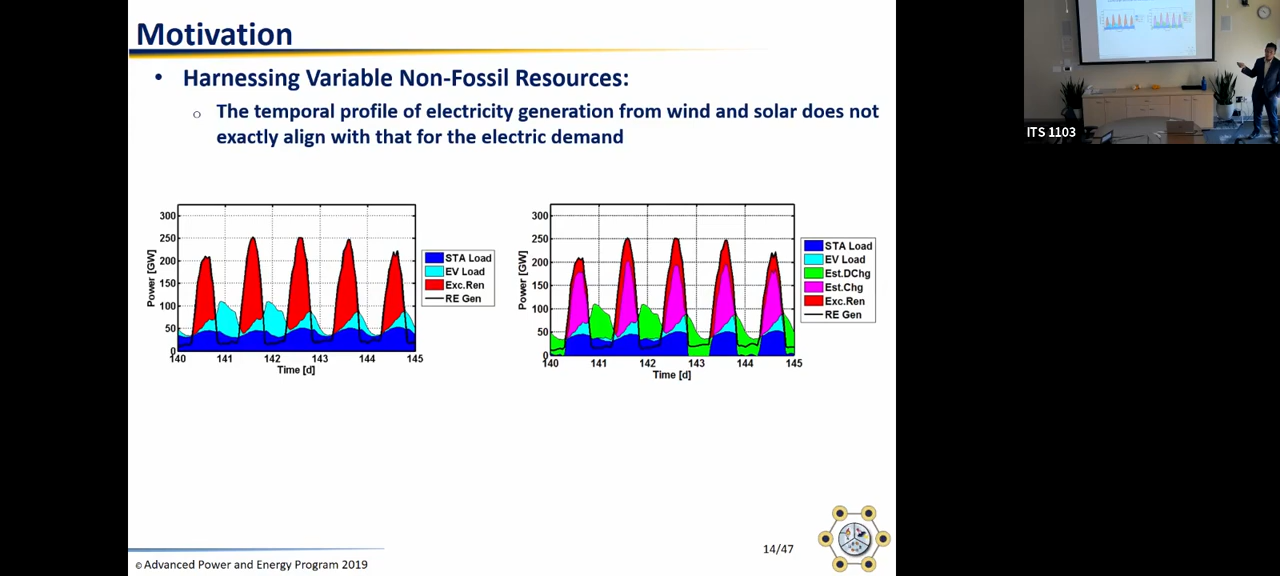 Motivation
• Harnessing Variable Non-Fossil Resources:
o The temporal profile of electricity generation from wind and solar does not
exactly align with that for the electric demand
Power [GW]
300
250
200
150
100
50
0
140 141 142 143 144 145
Time [d]
STA Load
EV Load
Exc.Ren
RE Gen
Power [GW]
300
250
200
150
100
50
0
140 141 142 143 144 145
Time [d]
STA Load
EV Load
Est.DChg
Est.Chg
Exc.Ren
RE Gen
14/47
© Advanced Power and Energy Program 2019
ITS 1103